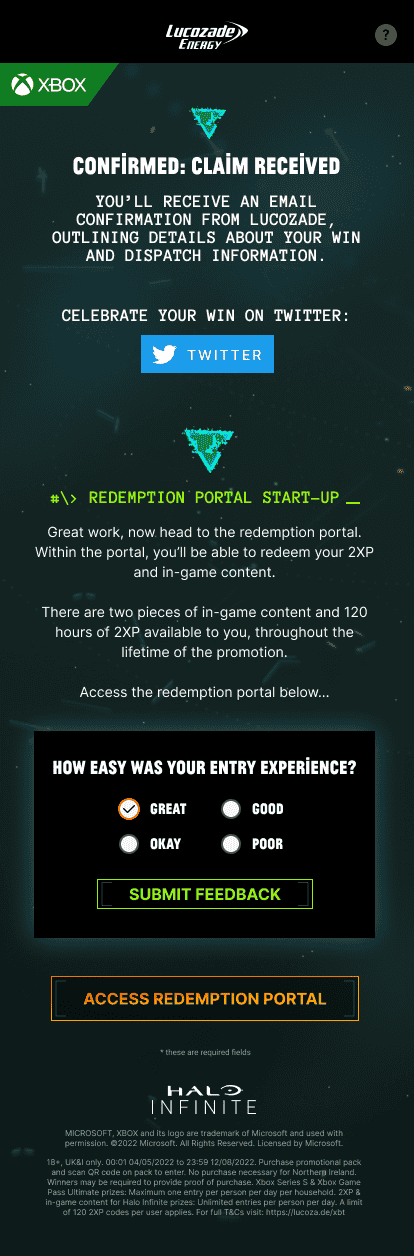 Lucozade
ENERGY
?
XBOX
CONFIRMED: CLAIM RECEIVED
YOU'LL RECEIVE AN EMAIL
CONFIRMATION FROM LUCOZADE,
OUTLINING DETAILS ABOUT YOUR WIN
AND DISPATCH INFORMATION.
CELEBRATE YOUR WIN ON TWITTER:
TWITTER
#\> REDEMPTION PORTAL START-UP _
Great work, now head to the redemption portal.
Within the portal, you'll be able to redeem your 2XP
and in-game content.
There are two pieces of in-game content and 120
hours of 2XP available to you, throughout the
lifetime of the promotion.
Access the redemption portal below...
HOW EASY WAS YOUR ENTRY EXPERIENCE?
GREAT GOOD
OKAY POOR
SUBMIT FEEDBACK
ACCESS REDEMPTION PORTAL
* these are required fields
HALO
INFINITE
MICROSOFT, XBOX and its logo are trademark of Microsoft and used with
permission. ©2022 Microsoft. All Rights Reserved. Licensed by Microsoft.
18+, UK&I only. 00:01 04/05/2022 to 23:59 12/08/2022. Purchase promotional pack
and scan QR code on pack to enter. No purchase necessary for Northern Ireland.
Winners may be required to provide proof of purchase. Xbox Series S & Xbox Game
Pass Ultimate prizes: Maximum one entry per person per day per household. 2XP &
in-game content for Halo Infinite prizes: Unlimited entries per person per day. A limit
of 120 2XP codes per user applies. For full T&Cs visit: https://lucoza.de/xbt